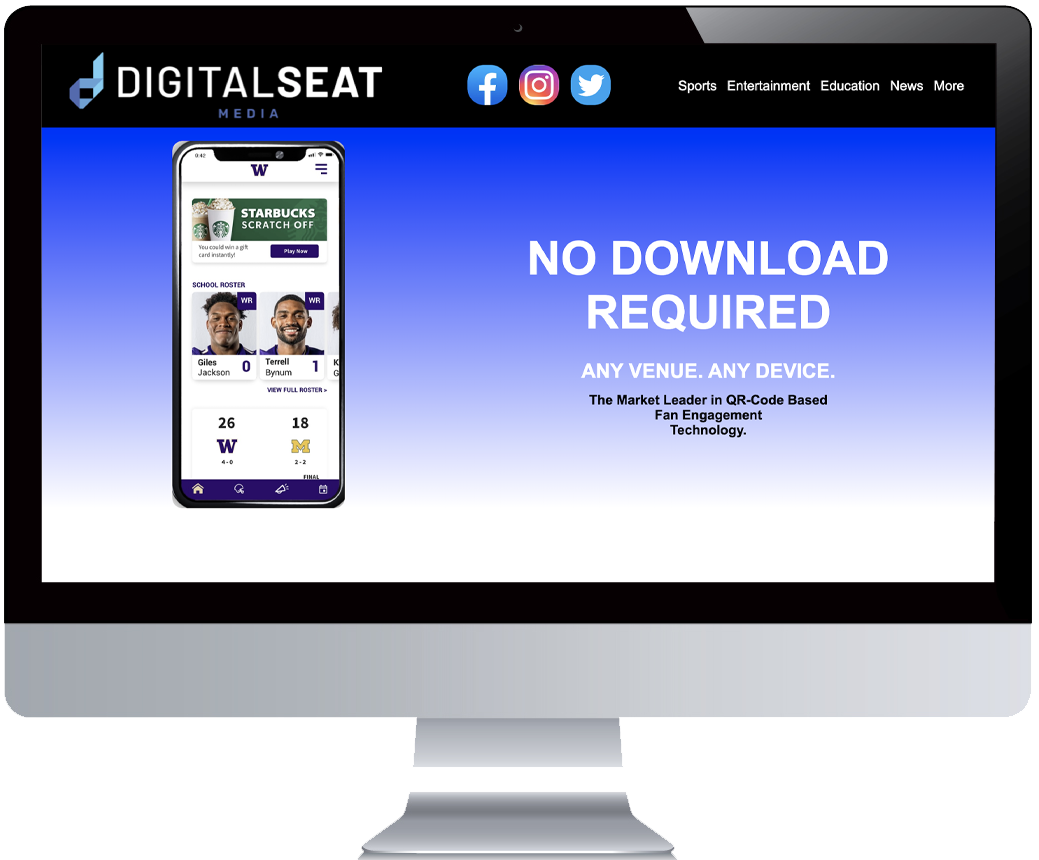 DIGITALSEAT
MEDIA
Sports Entertainment Education News More
9:42
W
STARBUCKS
SCRATCH OFF
You could win a gift
card instantly!
Play Now
SCHOOL ROSTER
WR
WR
Giles
Jackson
0
Terrell
Bynum
1
K
G
VIEW FULL ROSTER >
26
18
W
M
4-0
2-2
FINAL
NO DOWNLOAD
REQUIRED
ANY VENUE. ANY DEVICE.
The Market Leader in QR-Code Based
Fan Engagement
Technology.